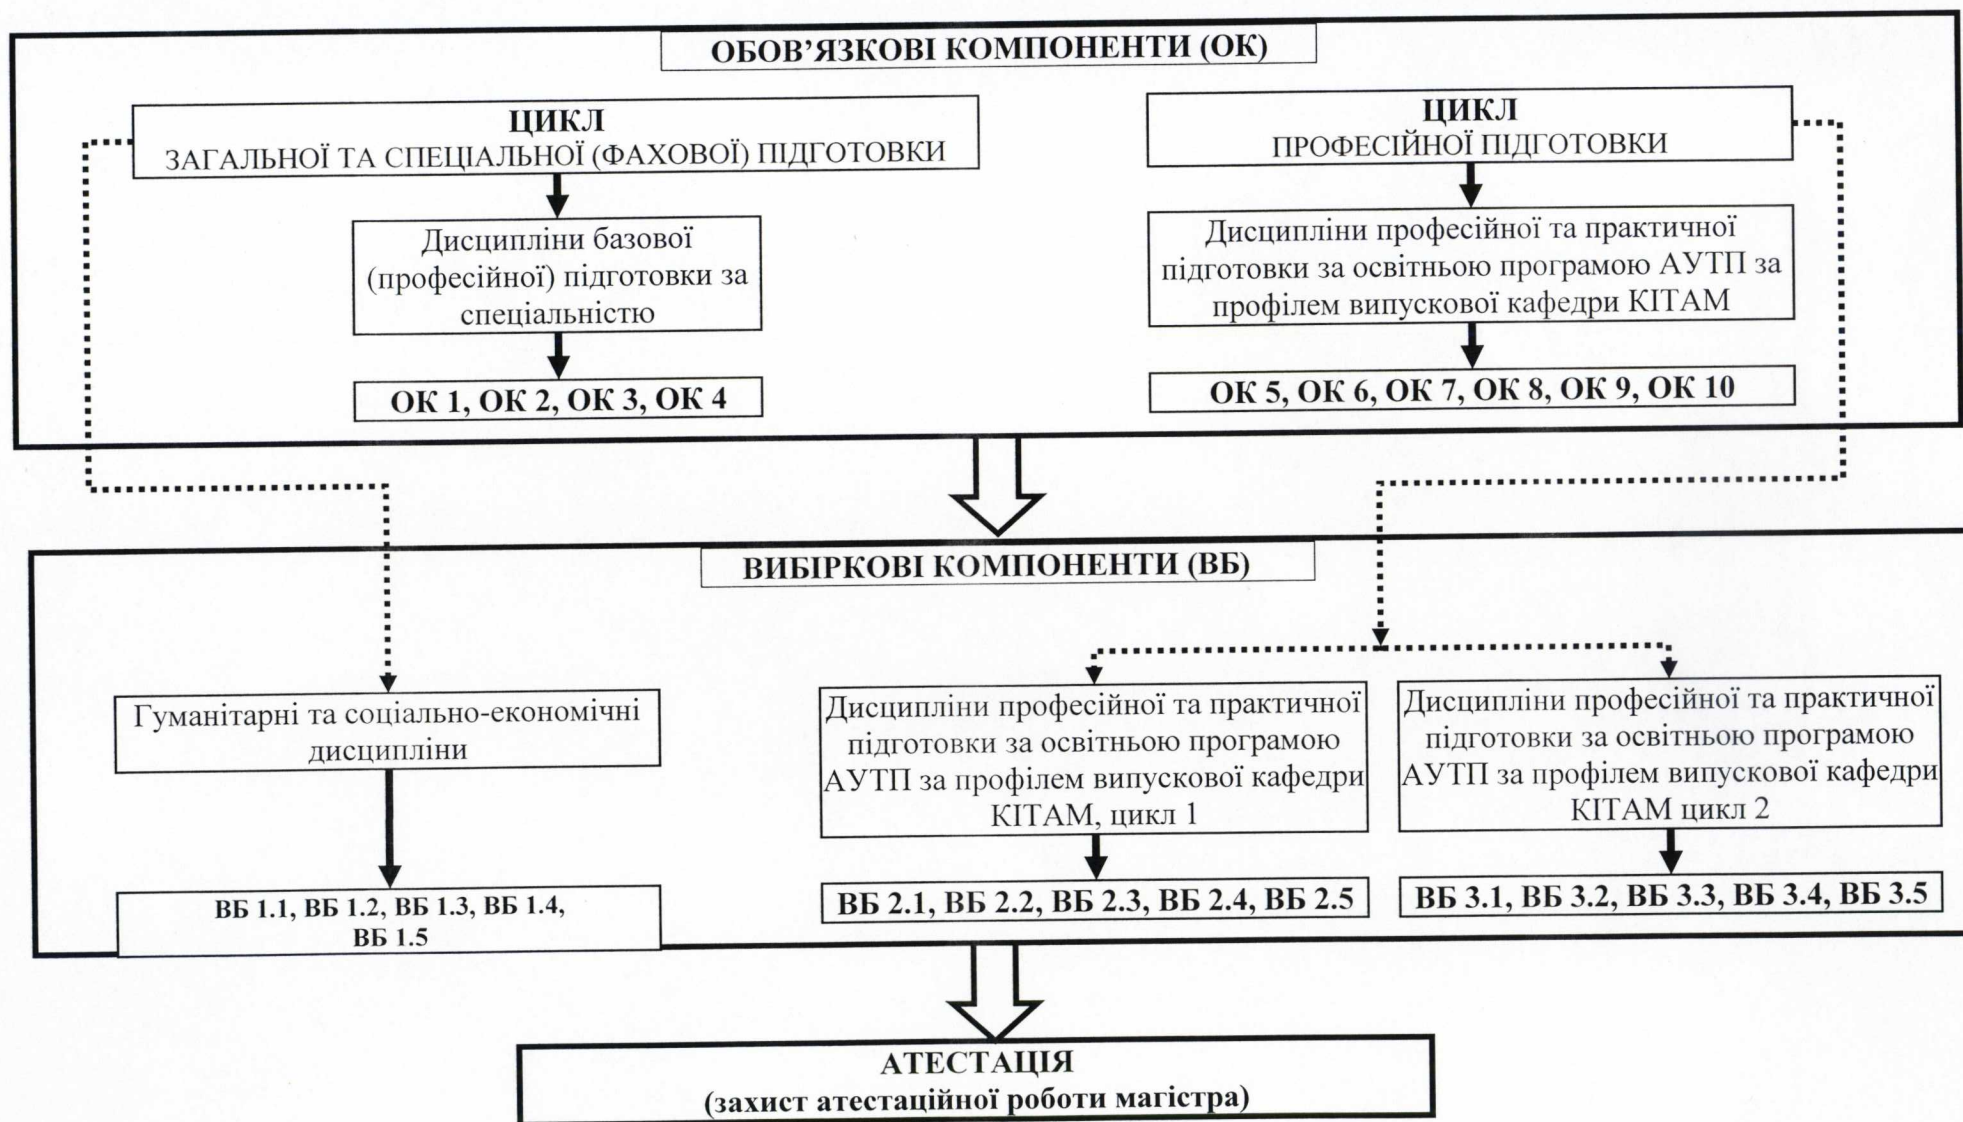 ОБОВ’ЯЗКОВІ КОМПОНЕНТИ (ОК)
ЦИКЛ
ЗАГАЛЬНОЇ ТА СПЕЦІАЛЬНОЇ (ФАХОВОЇ) ПІДГОТОВКИ
Дисципліни базової
(професійної) підготовки за
спеціальністю
ОК 1, ОК 2, ОК 3, ОК 4
ЦИКЛ
ПРОФЕСІЙНОЇ ПІДГОТОВКИ
Дисципліни професійної та практичної
підготовки за освітньою програмою АУТП за
профілем випускової кафедри КІТАМ
ОК 5, ОК 6, ОК 7, ОК 8, ОК 9, ОК 10
ВИБІРКОВІ КОМПОНЕНТИ (ВБ)
Гуманітарні та соціально-економічні
дисципліни
ВБ 1.1, ВБ 1.2, ВБ 1.3, ВБ 1.4,
ВБ 1.5
Дисципліни професійної та практичної
підготовки за освітньою програмою
АУТП за профілем випускової кафедри
КІТАМ, цикл 1
ВБ 2.1, ВБ 2.2, ВБ 2.3, ВБ 2.4, ВБ 2.5
Дисципліни професійної та практичної
підготовки за освітньою програмою
АУТП за профілем випускової кафедри
КІТАМ цикл 2
ВБ 3.1, ВБ 3.2, ВБ 3.3, ВБ 3.4, ВБ 3.5
АТЕСТАЦІЯ
(захист атестаційної роботи магістра)